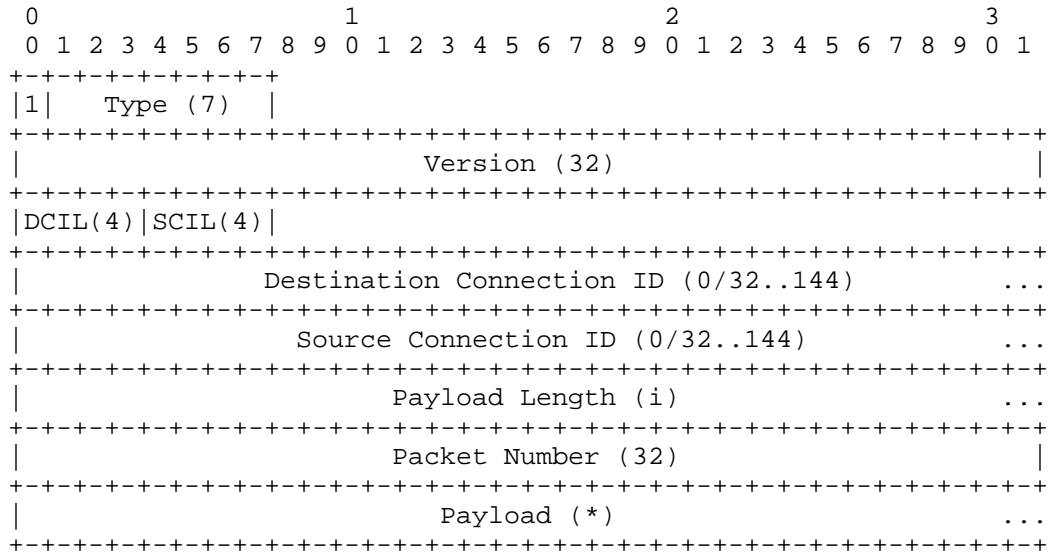 0                   1                   2                   3
 0 1 2 3 4 5 6 7 8 9 0 1 2 3 4 5 6 7 8 9 0 1 2 3 4 5 6 7 8 9 0 1
+-+-+-+-+-+-+-+-+
|1|   Type (7)  |
+-+-+-+-+-+-+-+-+-+-+-+-+-+-+-+-+-+-+-+-+-+-+-+-+-+-+-+-+-+-+-+-+
|                         Version (32)                          |
+-+-+-+-+-+-+-+-+-+-+-+-+-+-+-+-+-+-+-+-+-+-+-+-+-+-+-+-+-+-+-+-+
|DCIL(4)|SCIL(4)|
+-+-+-+-+-+-+-+-+-+-+-+-+-+-+-+-+-+-+-+-+-+-+-+-+-+-+-+-+-+-+-+-+
|               Destination Connection ID (0/32..144)         ...
+-+-+-+-+-+-+-+-+-+-+-+-+-+-+-+-+-+-+-+-+-+-+-+-+-+-+-+-+-+-+-+-+
|                 Source Connection ID (0/32..144)            ...
+-+-+-+-+-+-+-+-+-+-+-+-+-+-+-+-+-+-+-+-+-+-+-+-+-+-+-+-+-+-+-+-+
|                       Payload Length (i)                    ...
+-+-+-+-+-+-+-+-+-+-+-+-+-+-+-+-+-+-+-+-+-+-+-+-+-+-+-+-+-+-+-+-+
|                       Packet Number (32)                      |
+-+-+-+-+-+-+-+-+-+-+-+-+-+-+-+-+-+-+-+-+-+-+-+-+-+-+-+-+-+-+-+-+
|                          Payload (*)                        ...
+-+-+-+-+-+-+-+-+-+-+-+-+-+-+-+-+-+-+-+-+-+-+-+-+-+-+-+-+-+-+-+-+